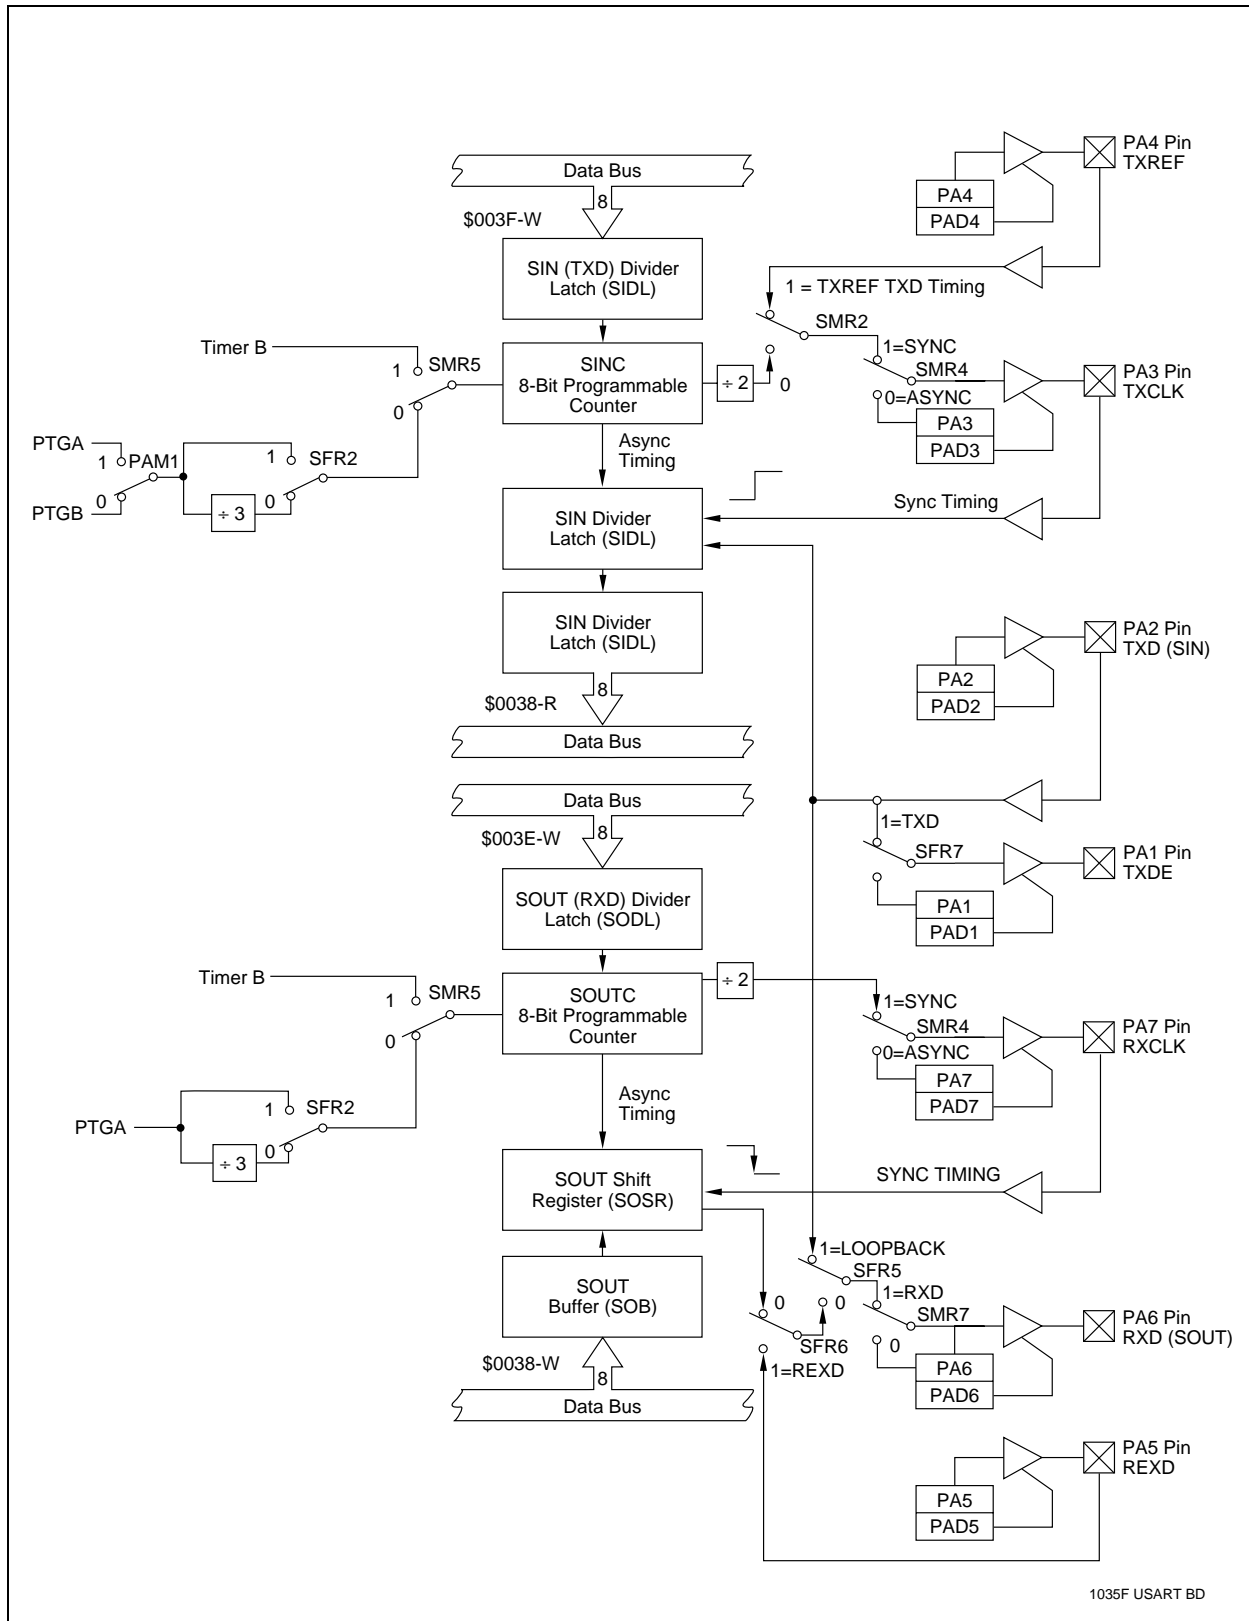 PA4 Pin
TXREF
Data Bus
8
$003F-W
PA4
PAD4
SIN (TXD) Divider
Latch (SIDL)
1 = TXREF TXD Timing
SMR2
Timer B
1
SMR5
0
SINC
8-Bit Programmable
Counter
÷ 2
0
1=SYNC
SMR4
0=ASYNC
PA3
PAD3
PA3 Pin
TXCLK
PTGA
1
PAM1
0
PTGB
1
SFR2
÷ 3
0
Async
Timing
Sync Timing
SIN Divider
Latch (SIDL)
SIN Divider
Latch (SIDL)
PA2 Pin
TXD (SIN)
PA2
PAD2
8
$0038-R
Data Bus
Data Bus
8
$003E-W
1=TXD
SFR7
PA1
PAD1
PA1 Pin
TXDE
SOUT (RXD) Divider
Latch (SODL)
Timer B
1
SMR5
0
SOUTC
8-Bit Programmable
Counter
÷ 2
1=SYNC
SMR4
0=ASYNC
PA7
PAD7
PA7 Pin
RXCLK
PTGA
1
SFR2
÷ 3
0
Async
Timing
SYNC TIMING
SOUT Shift
Register (SOSR)
1=LOOPBACK
SFR5
SOUT
Buffer (SOB)
0
0
SFR6
1=REXD
1=RXD
SMR7
0
PA6
PAD6
PA6 Pin
RXD (SOUT)
$0038-W
8
Data Bus
PA5 Pin
REXD
PA5
PAD5
1035F USART BD